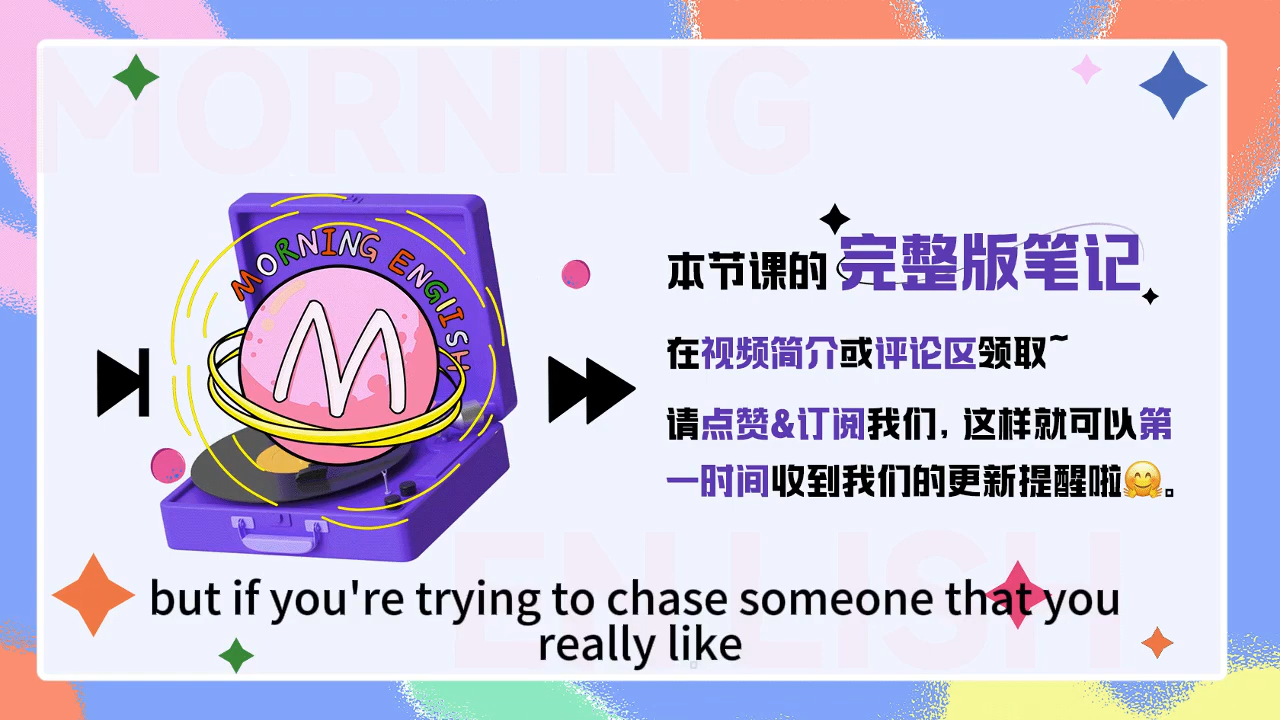 MORNING
MORNING ENGLISH
M
本节课的 完整版笔记
在视频简介或评论区领取~
请点赞&订阅我们, 这样就可以第
一时间收到我们的更新提醒啦🤗。
EN LISH
but if you're trying to chase someone that you
really like